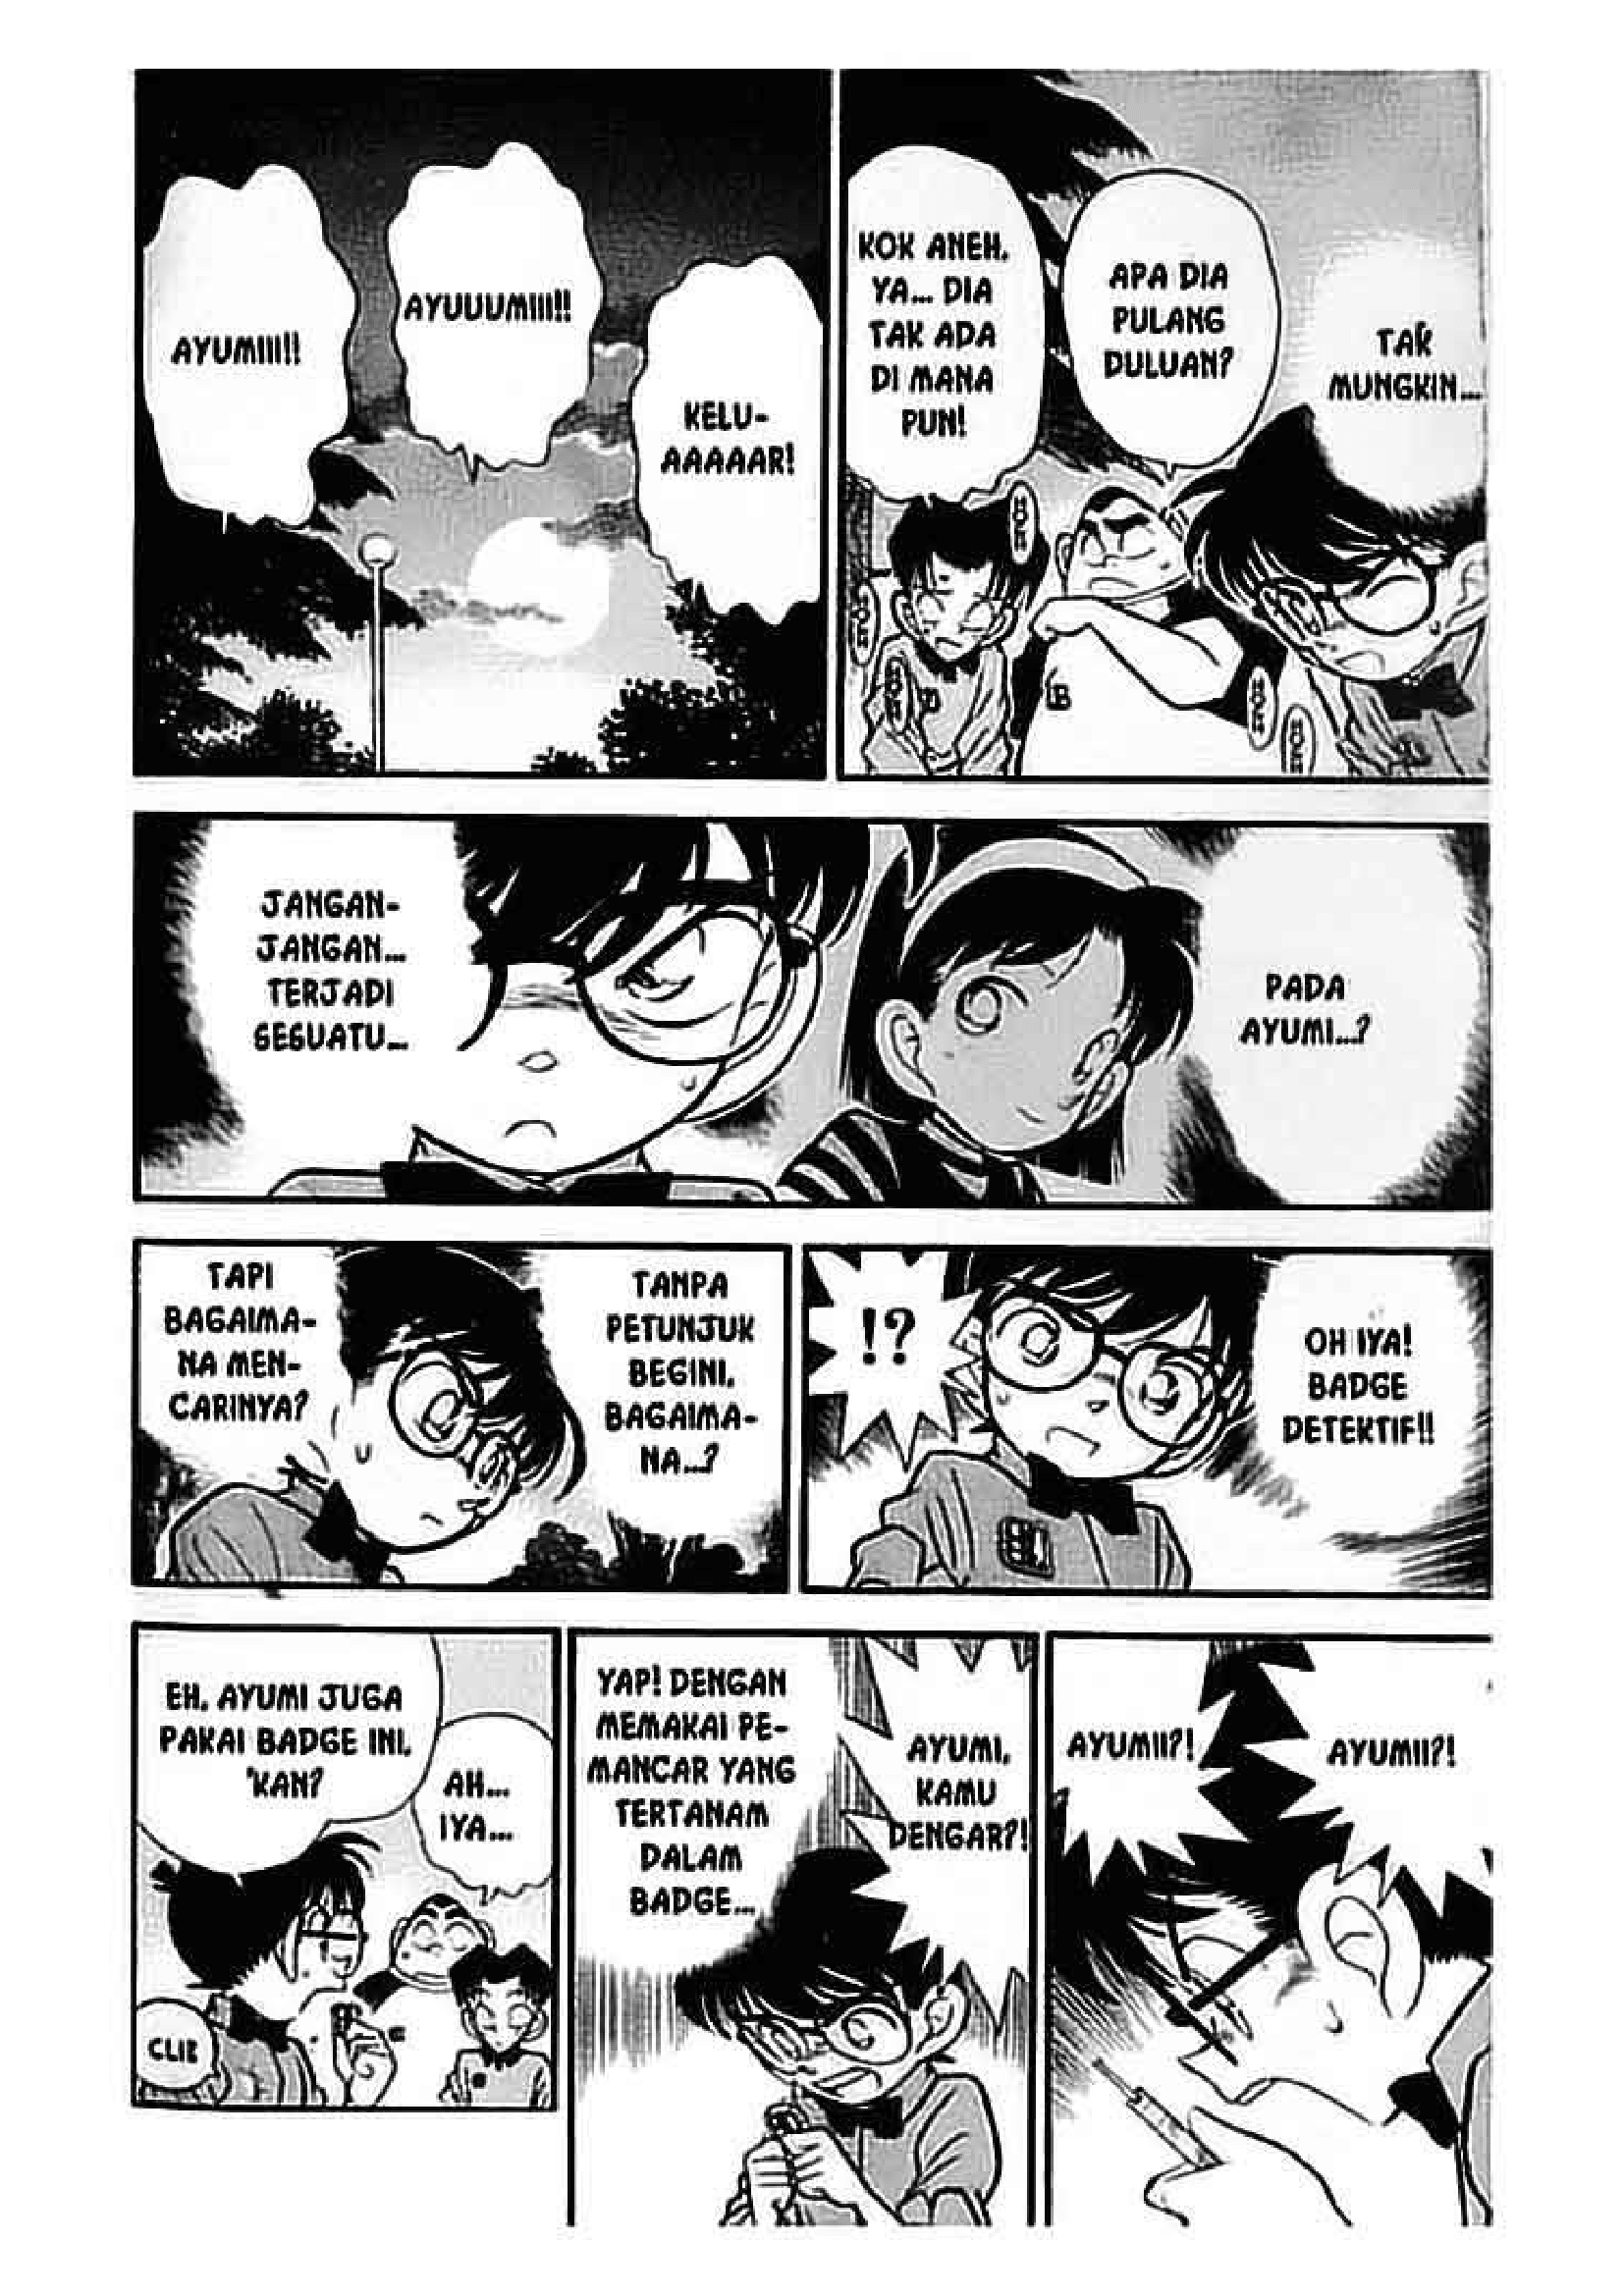 AYUMIII!!
AYUUUMIII!!
KELU-
AAAAAR!
KOK ANEH,
YA... DIA
TAK ADA
DI MANA
PUN!
APA DIA
PULANG
DULUAN?
TAK
MUNGKIN...
JANGAN-
JANGAN...
TERJADI
SESUATU...
PADA
AYUMI...?
TAPI
BAGAIMA-
NA MEN-
CARINYA?
TANPA
PETUNJUK
BEGINI,
BAGAIMA-
NA...?
!?
OH IYA!
BADGE
DETEKTIF!!
EH, AYUMI JUGA
PAKAI BADGE INI,
'KAN?
AH...
IYA...
YAP! DENGAN
MEMAKAI PE-
MANCAR YANG
TERTANAM
DALAM
BADGE...
AYUMI,
KAMU
DENGAR?!
AYUMII?!
AYUMII?!